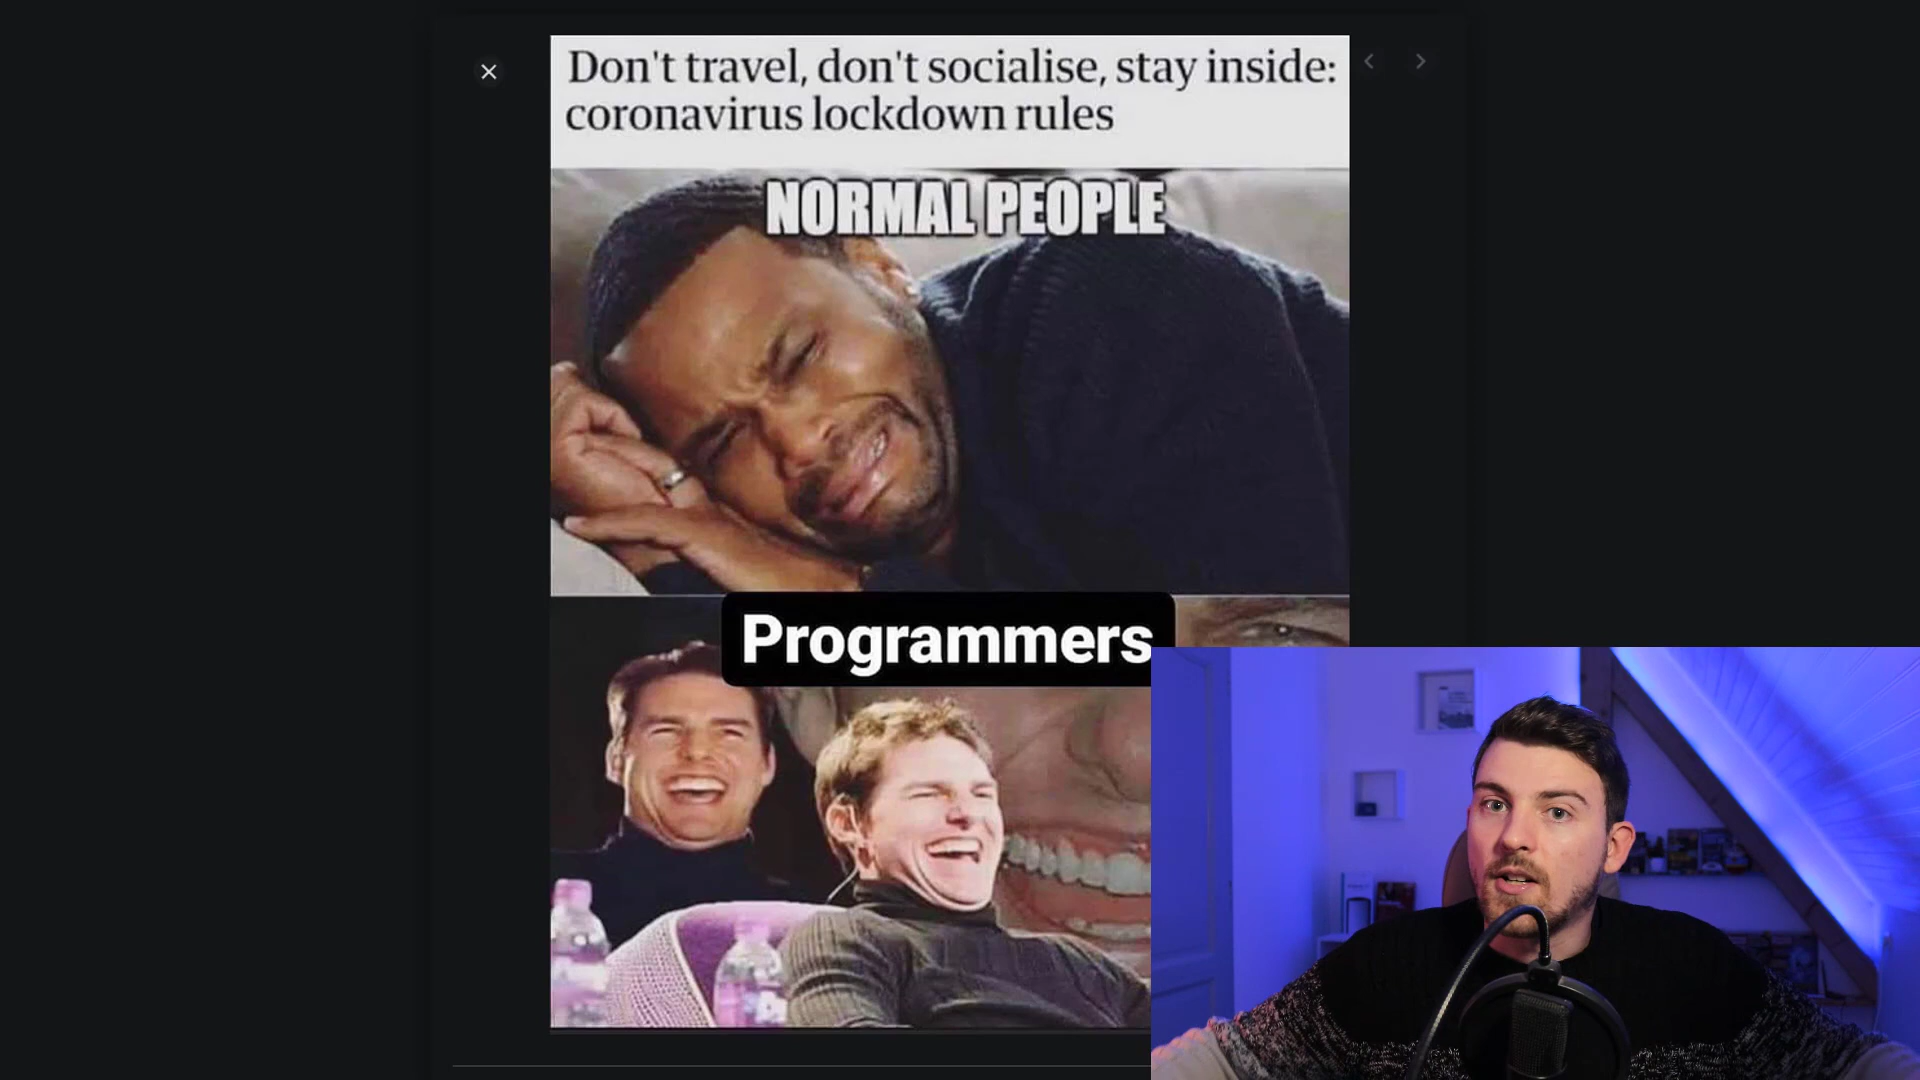 Don't travel, don't socialise, stay inside:
coronavirus lockdown rules
NORMAL PEOPLE
Programmers